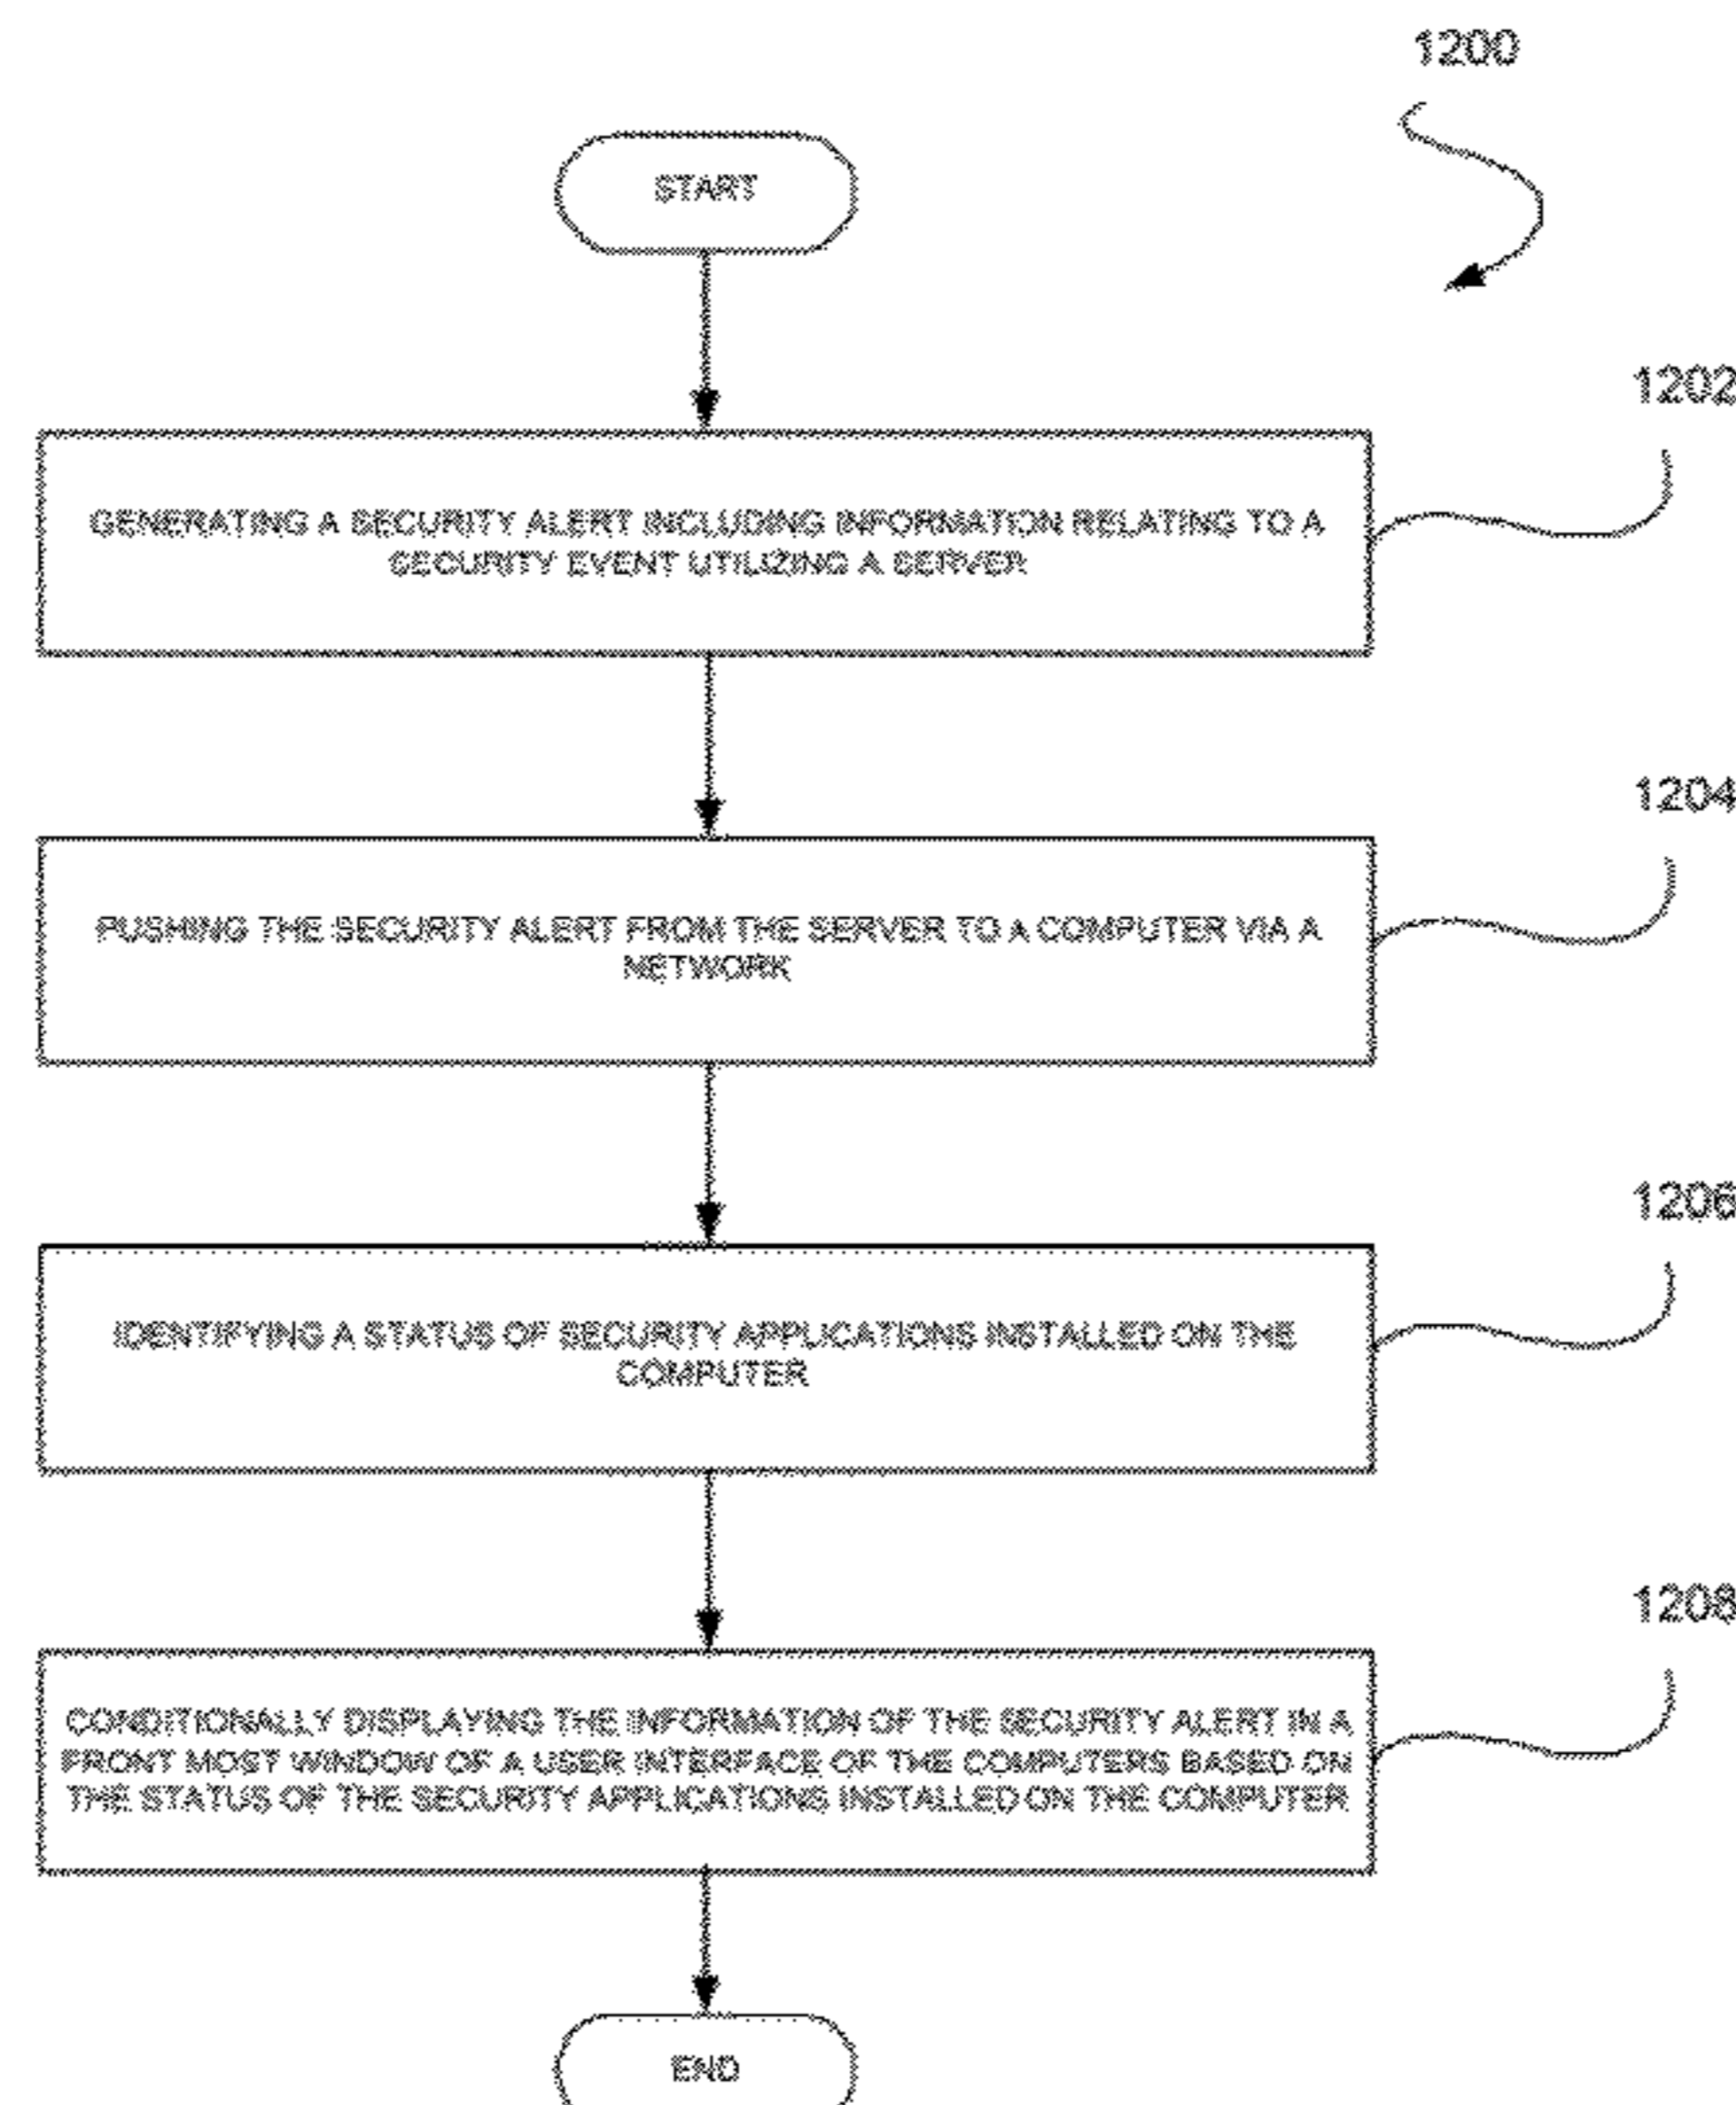 1200
START
1202
GENERATING A SECURITY ALERT INCLUDING INFORMATION RELATING TO A
SECURITY EVENT UTILIZING A SERVER
1204
PUSHING THE SECURITY ALERT FROM THE SERVER TO A COMPUTER VIA A
NETWORK
1206
IDENTIFYING A STATUS OF SECURITY APPLICATIONS INSTALLED ON THE
COMPUTER
1208
CONDITIONALLY DISPLAYING THE INFORMATION OF THE SECURITY ALERT IN A
FRONT MOST WINDOW OF A USER INTERFACE OF THE COMPUTERS BASED ON
THE STATUS OF THE SECURITY APPLICATIONS INSTALLED ON THE COMPUTER
END